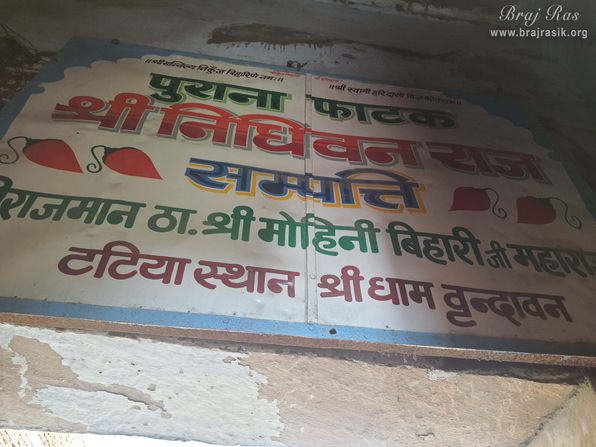 Braj Ras
www.brajrasik.org
पुराना फाटक
श्री निधिवन राज
सम्पत्ति
राजमान ठा. श्री मोहिनी बिहारी जी महाराज
टटिया स्थान श्री धाम वृन्दावन